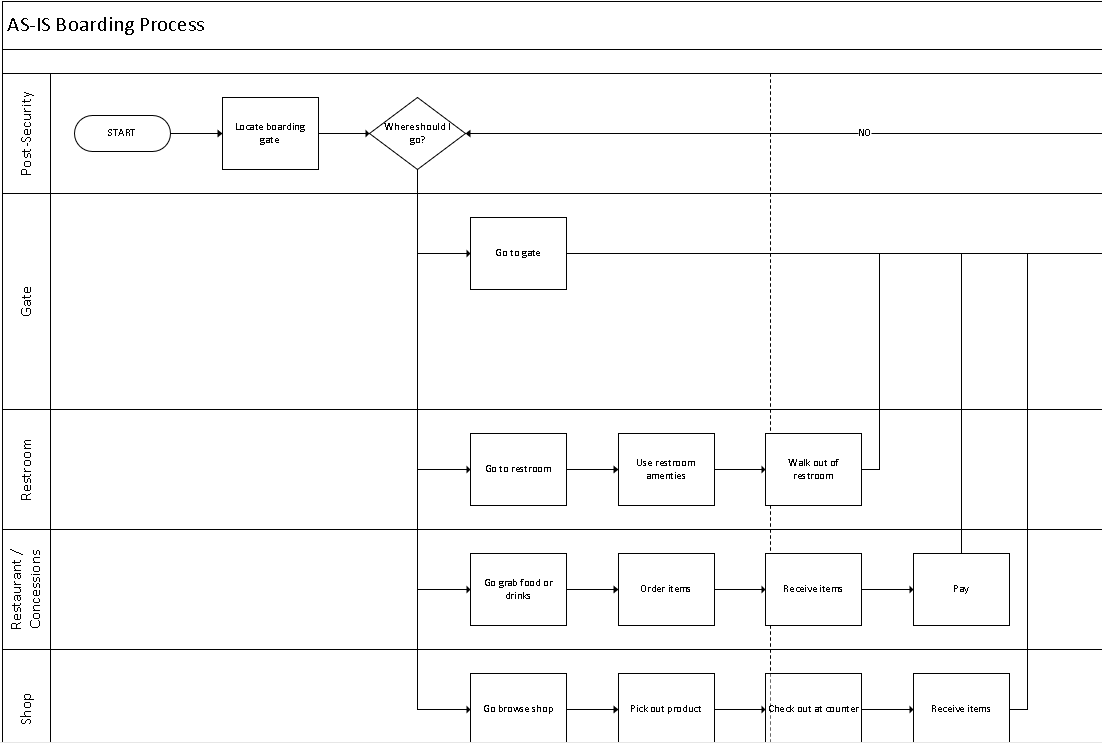 AS-IS Boarding Process
Post-Security
START
Locate boarding
gate
Where should I
go?
NO
Gate
Go to gate
Restroom
Go to restroom
Use restroom
amenties
Walk out of
restroom
Restaurant /
Concessions
Go grab food or
drinks
Order items
Receive items
Pay
Shop
Go browse shop
Pick out product
Check out at counter
Receive items